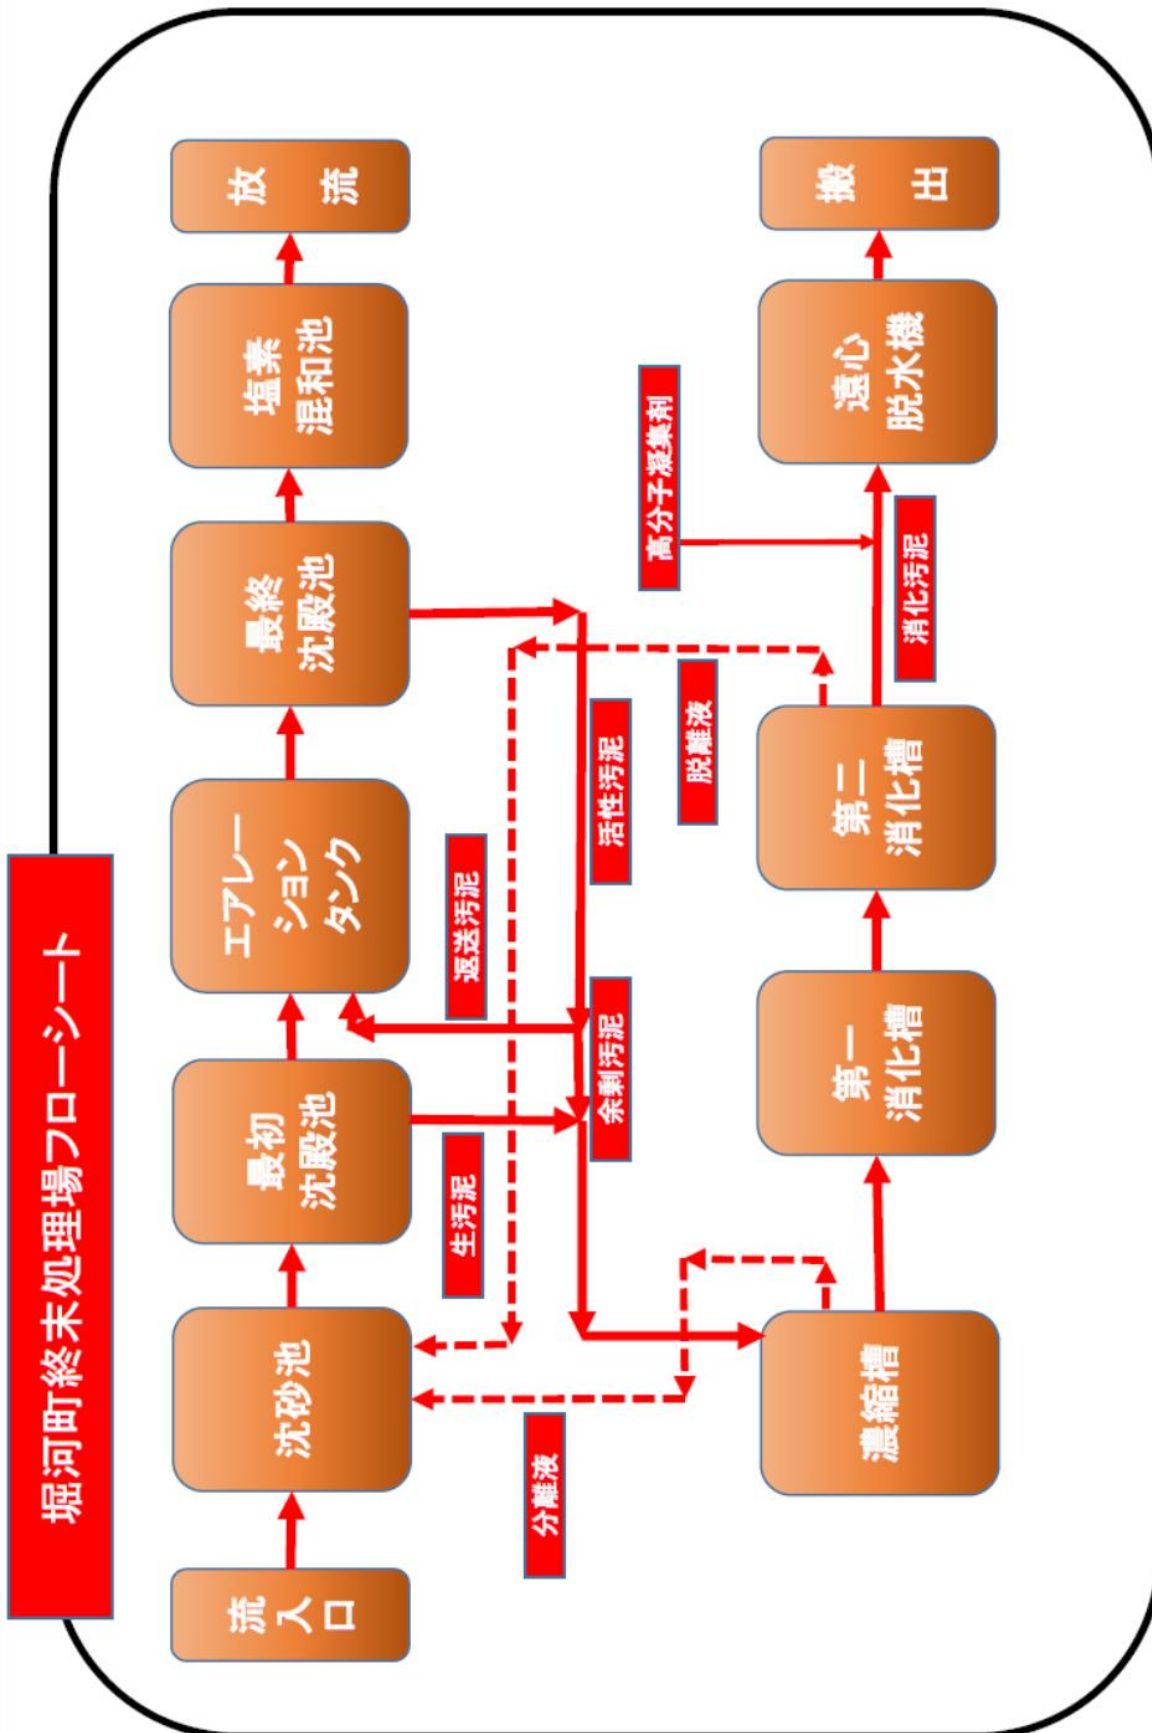 堀河町終末処理場フローシート
流
入
口
沈砂池
最初
沈殿池
エアレー
ション
タンク
最終
沈殿池
塩素
混和池
放
流
生汚泥
返送汚泥
分離液
余剰汚泥
活性汚泥
脱離液
高分子凝集剤
濃縮槽
第一
消化槽
第二
消化槽
消化汚泥
遠心
脱水機
搬
出